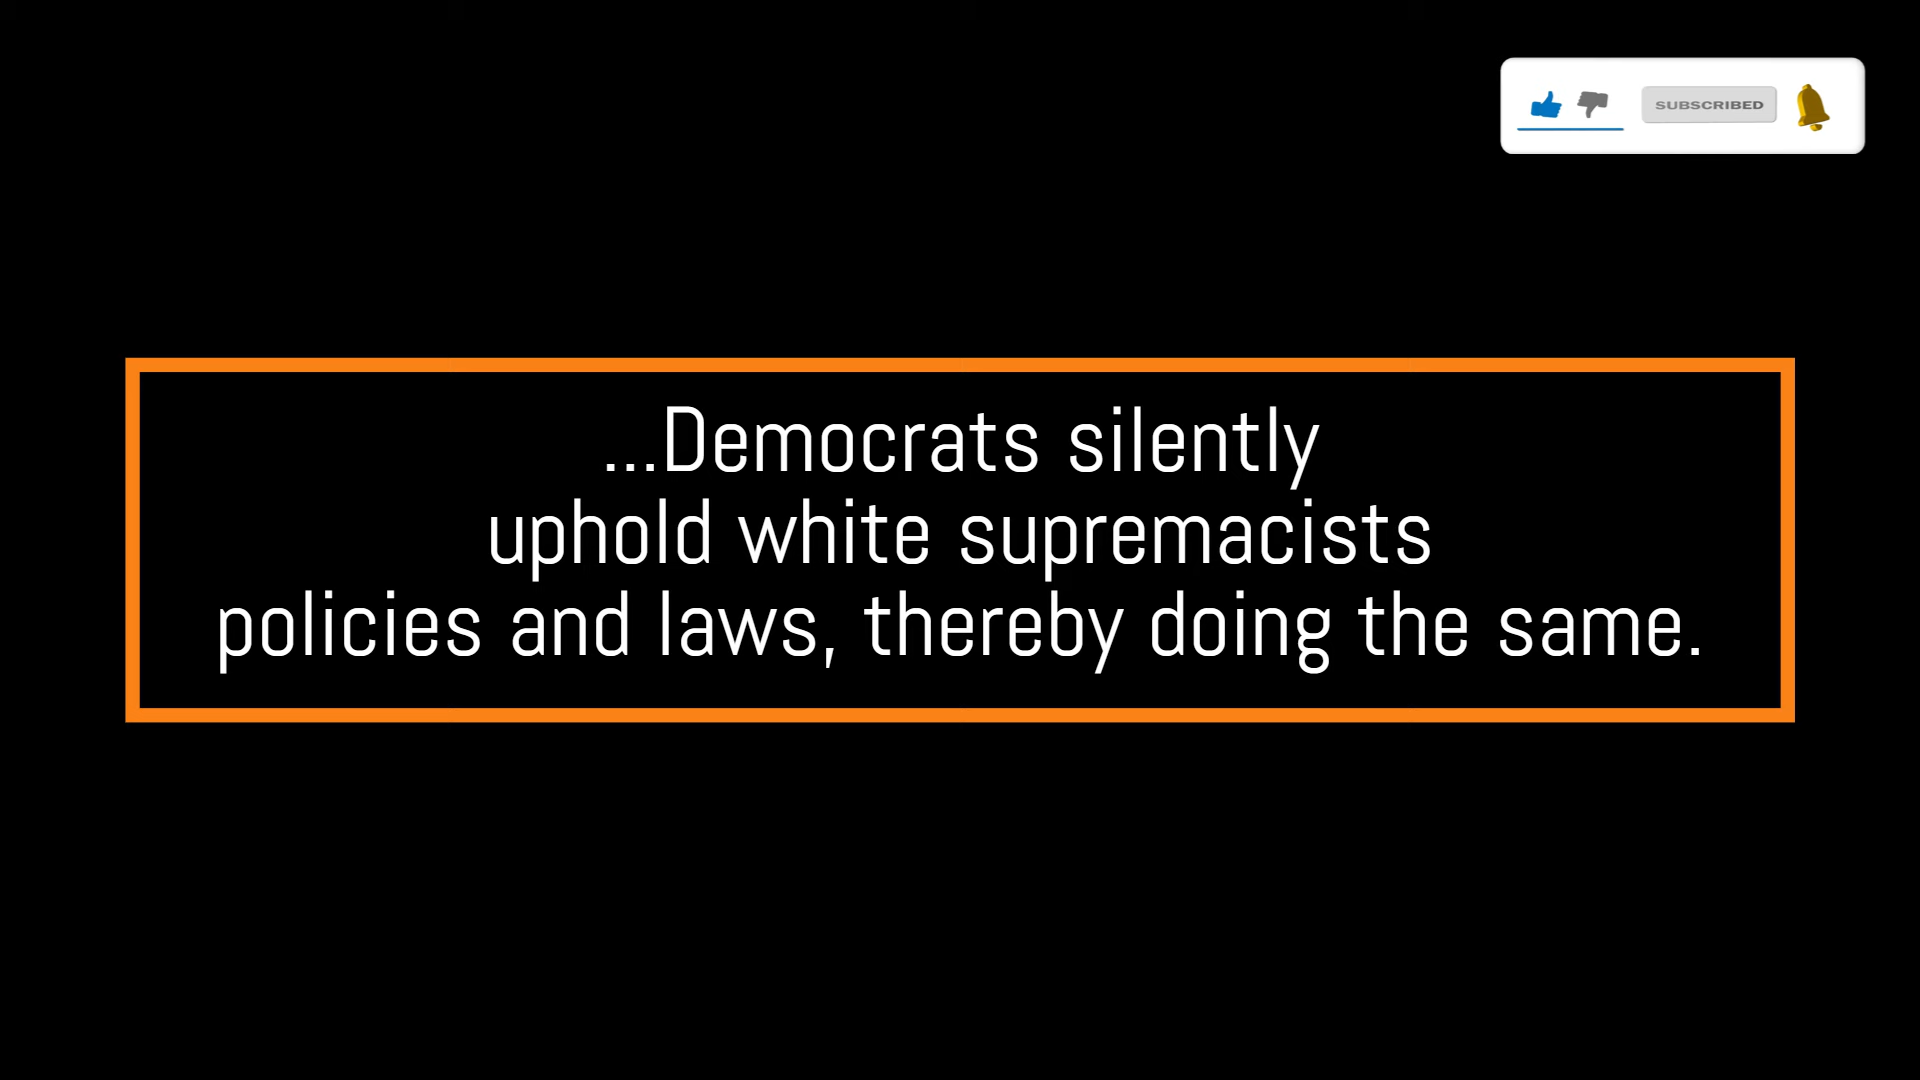 SUBSCRIBED
...Democrats silently
uphold white supremacists
policies and laws, thereby doing the same.